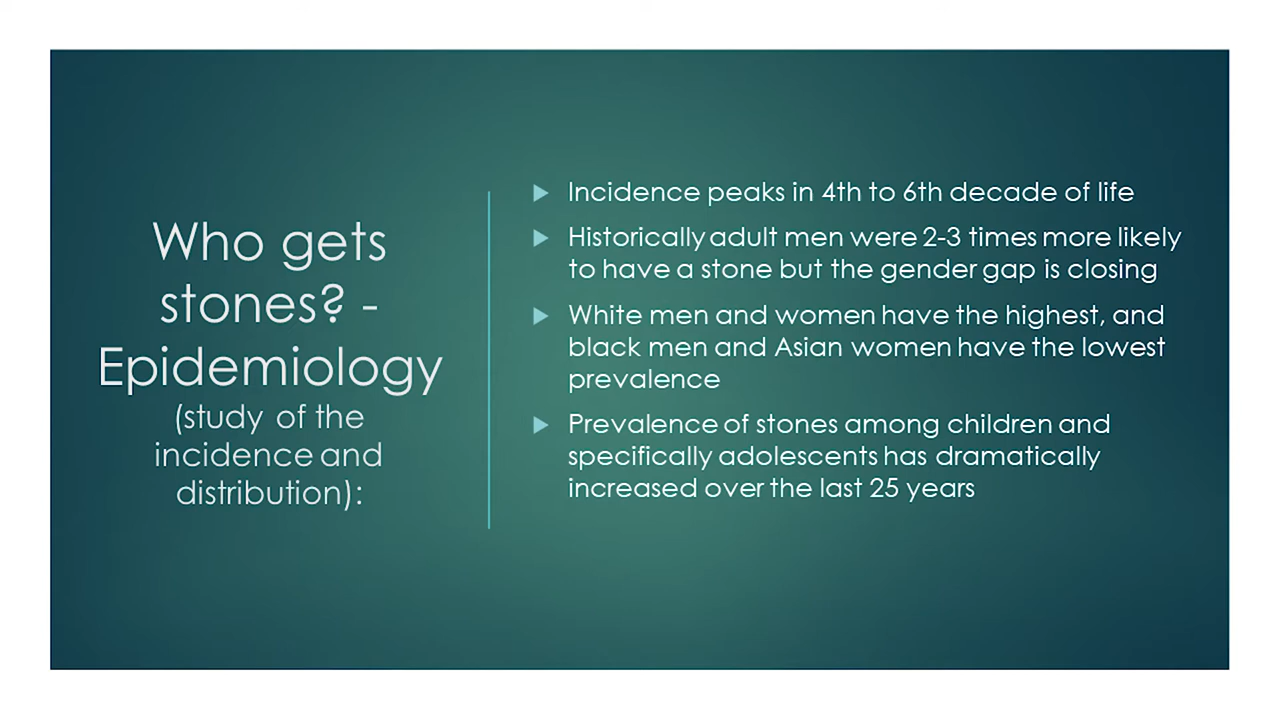 Who gets
stones? -
Epidemiology
(study of the
incidence and
distribution):
Incidence peaks in 4th to 6th decade of life
Historically adult men were 2-3 times more likely
to have a stone but the gender gap is closing
White men and women have the highest, and
black men and Asian women have the lowest
prevalence
Prevalence of stones among children and
specifically adolescents has dramatically
increased over the last 25 years